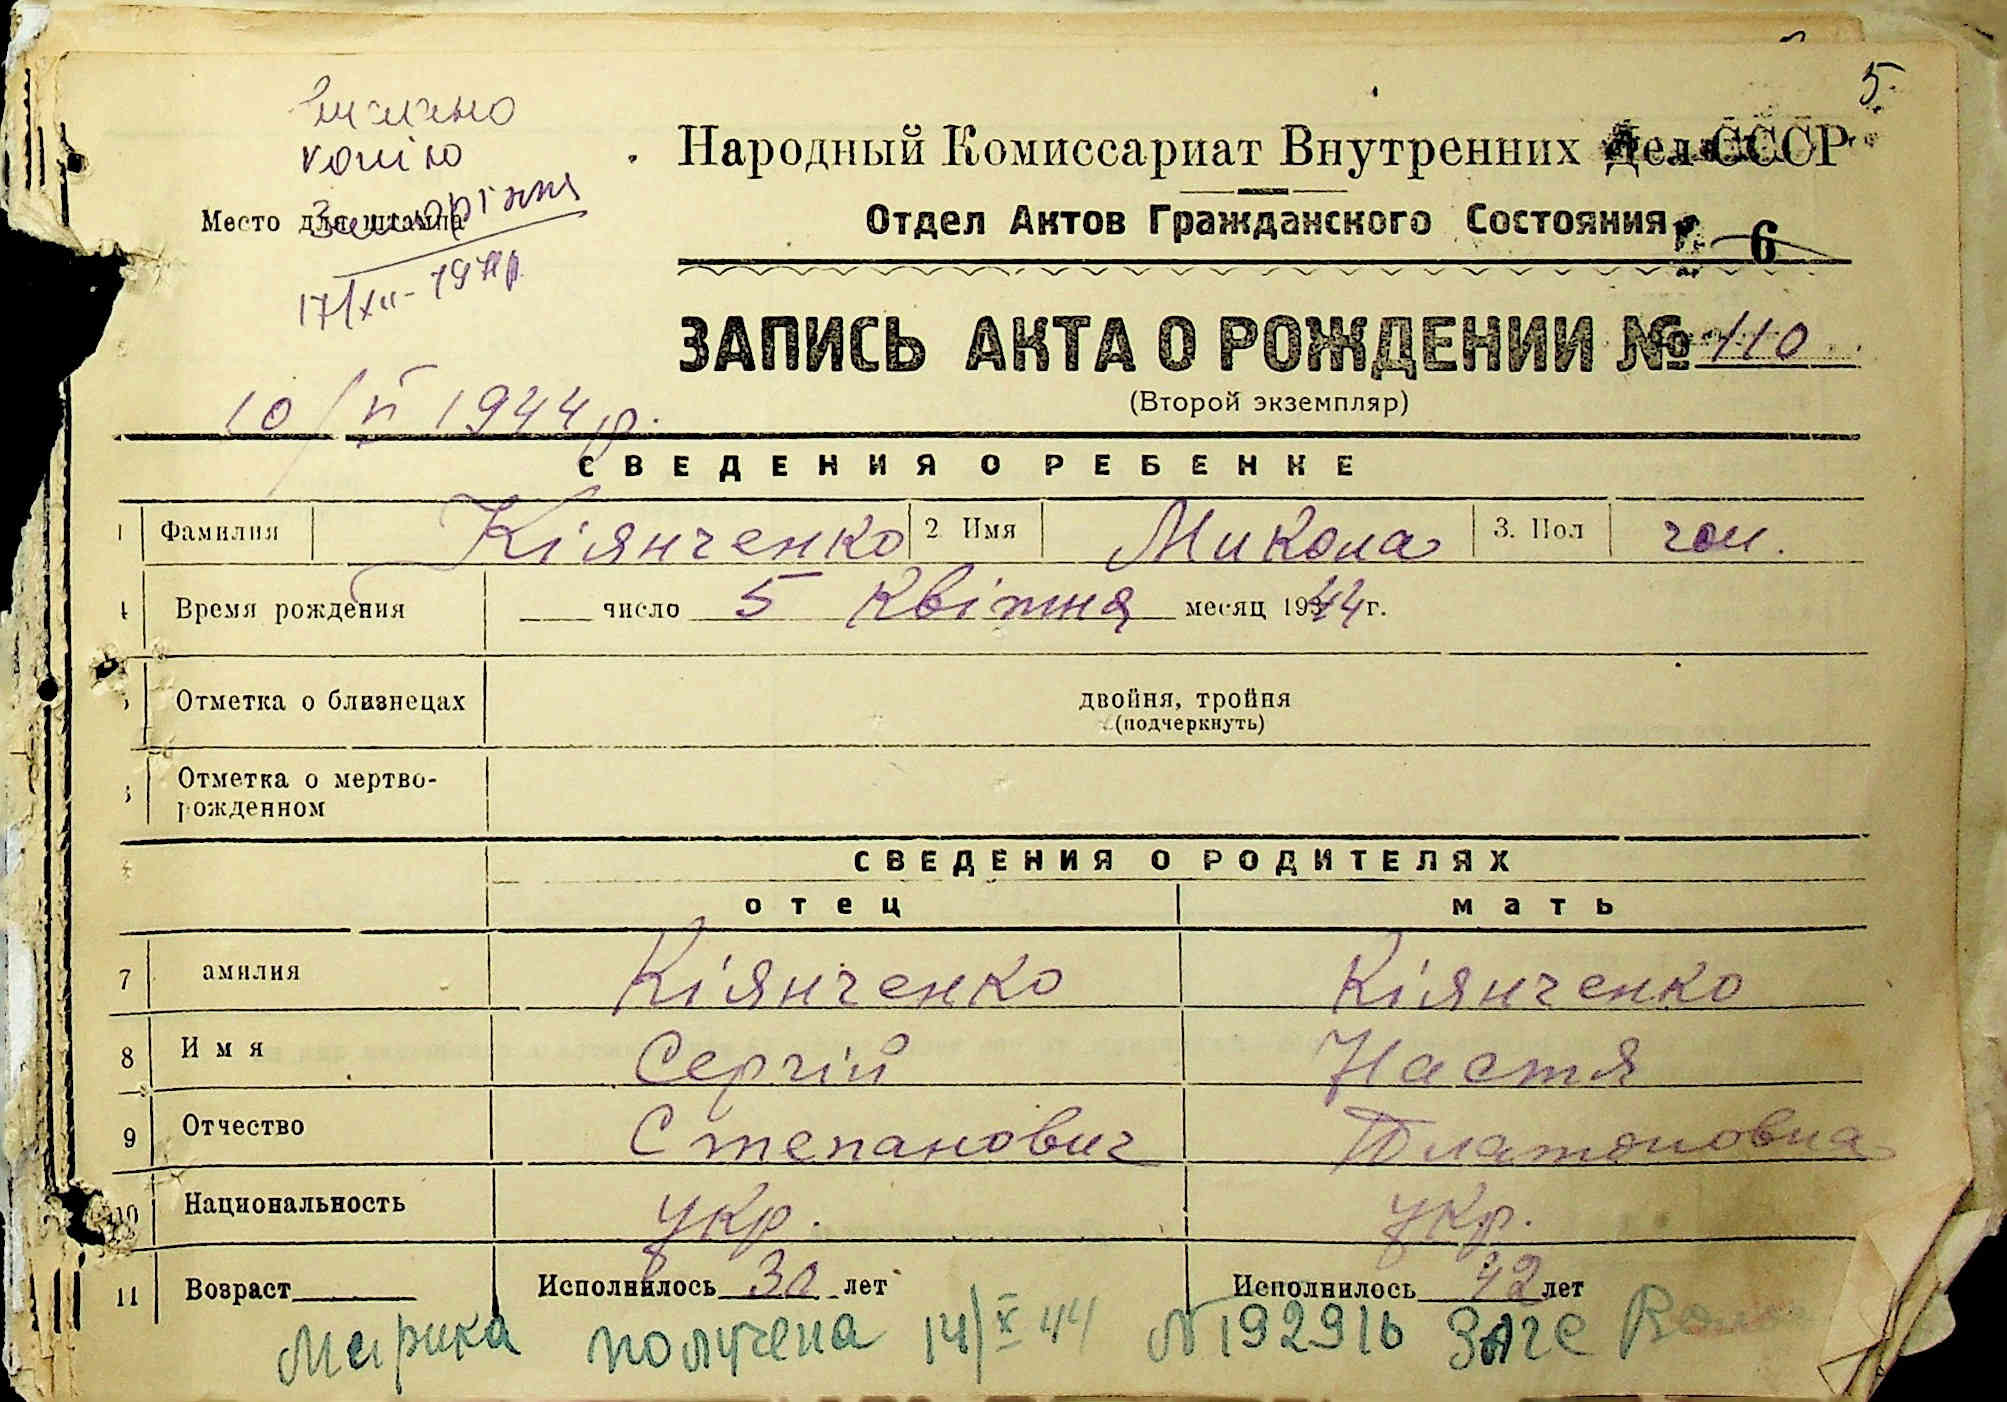 5.
видано
копію
Народный Комиссариат Внутренних Дел СССР
Место для штампа
Отдел Актов Гражданского Состояния
6
17/XII-
ЗАПИСЬ АКТА О РОЖДЕНИИ № 110
(Второй экземпляр)
10/VI 1944 р.
СВЕДЕНИЯ О РЕБЕНКЕ
1 Фамилия Кіянченко 2 Имя Микола 3. Пол чол.
4 Время рождения число 5 Квітня месяц 1944 г.
Отметка о близнецах двойня, тройня
(подчеркнуть)
Отметка о мертво-
рожденном
СВЕДЕНИЯ О РОДИТЕЛЯХ
отец мать
7 амилия Кіянченко Кіянченко
8 Имя Сергій Настя
9 Отчество Степанович Платоновна
10 Национальность укр. укр.
11 Возраст Исполнилось лет Исполнилось 42 лет
Мирика получена 14/X 44 № 192916 Загс